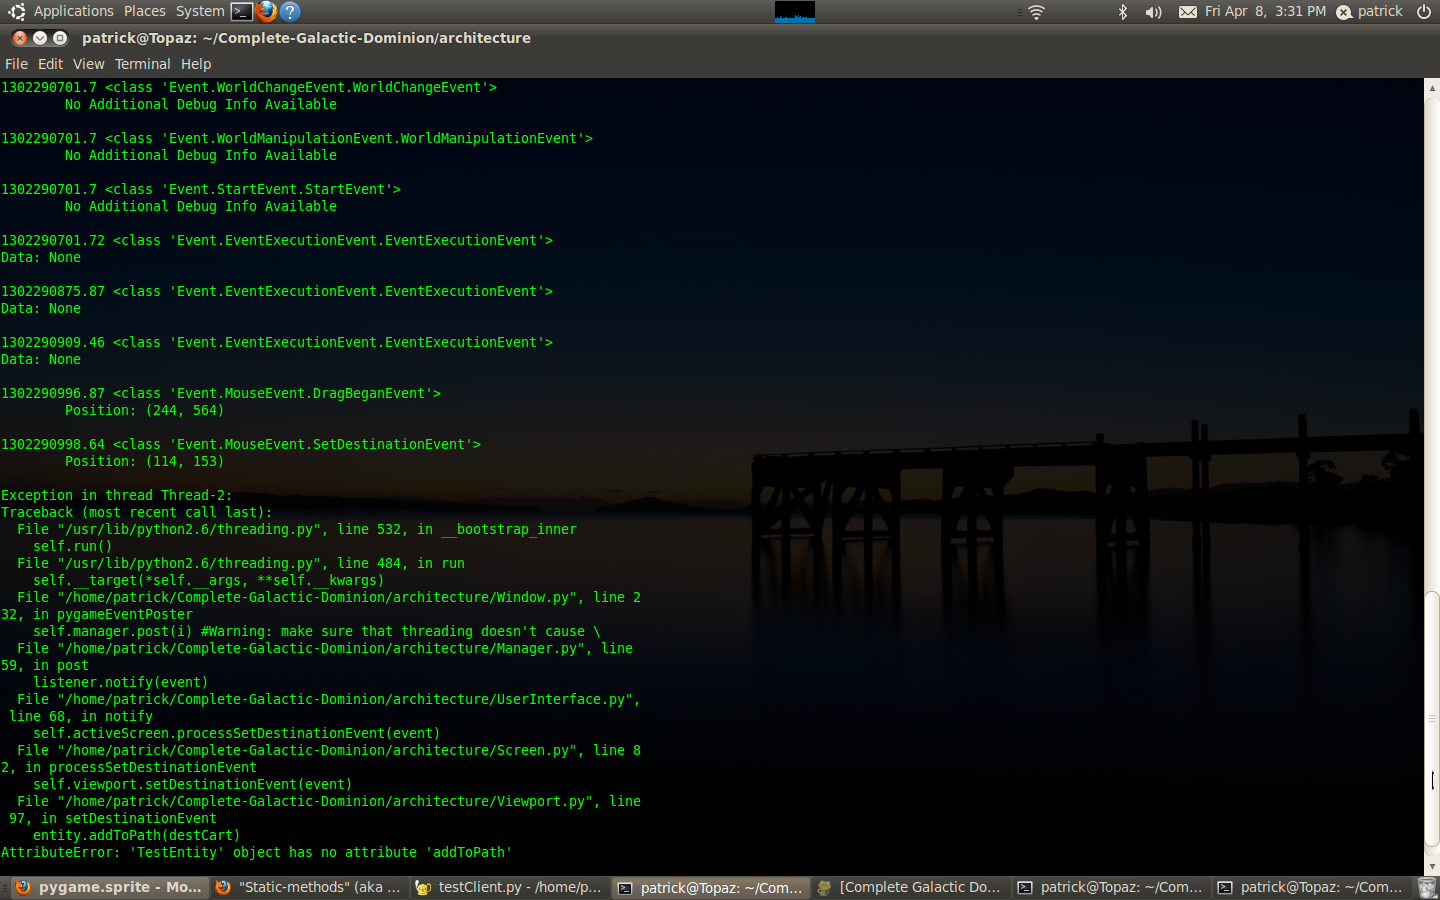 Applications Places System Fri Apr 8, 3:31 PM patrick
patrick@Topaz: ~/Complete-Galactic-Dominion/architecture
File Edit View Terminal Help
1302290701.7 <class 'Event.WorldChangeEvent.WorldChangeEvent'>
No Additional Debug Info Available
1302290701.7 <class 'Event.WorldManipulationEvent.WorldManipulationEvent'>
No Additional Debug Info Available
1302290701.7 <class 'Event.StartEvent.StartEvent'>
No Additional Debug Info Available
1302290701.72 <class 'Event.EventExecutionEvent.EventExecutionEvent'>
Data: None
1302290875.87 <class 'Event.EventExecutionEvent.EventExecutionEvent'>
Data: None
1302290909.46 <class 'Event.EventExecutionEvent.EventExecutionEvent'>
Data: None
1302290996.87 <class 'Event.MouseEvent.DragBeganEvent'>
Position: (244, 564)
1302290998.64 <class 'Event.MouseEvent.SetDestinationEvent'>
Position: (114, 153)
Exception in thread Thread-2:
Traceback (most recent call last):
File "/usr/lib/python2.6/threading.py", line 532, in __bootstrap_inner
self.run()
File "/usr/lib/python2.6/threading.py", line 484, in run
self.__target(*self.__args, **self.__kwargs)
File "/home/patrick/Complete-Galactic-Dominion/architecture/Window.py", line 2
32, in pygameEventPoster
self.manager.post(i) #Warning: make sure that threading doesn't cause \
File "/home/patrick/Complete-Galactic-Dominion/architecture/Manager.py", line
59, in post
listener.notify(event)
File "/home/patrick/Complete-Galactic-Dominion/architecture/UserInterface.py",
line 68, in notify
self.activeScreen.processSetDestinationEvent(event)
File "/home/patrick/Complete-Galactic-Dominion/architecture/Screen.py", line 8
2, in processSetDestinationEvent
self.viewport.setDestinationEvent(event)
File "/home/patrick/Complete-Galactic-Dominion/architecture/Viewport.py", line
97, in setDestinationEvent
entity.addToPath(destCart)
AttributeError: 'TestEntity' object has no attribute 'addToPath'
pygame.sprite - Mo... "Static-methods" (aka ... testClient.py - /home/p... patrick@Topaz: ~/Com... [Complete Galactic Do... patrick@Topaz: ~/Com... patrick@Topaz: ~/Com...